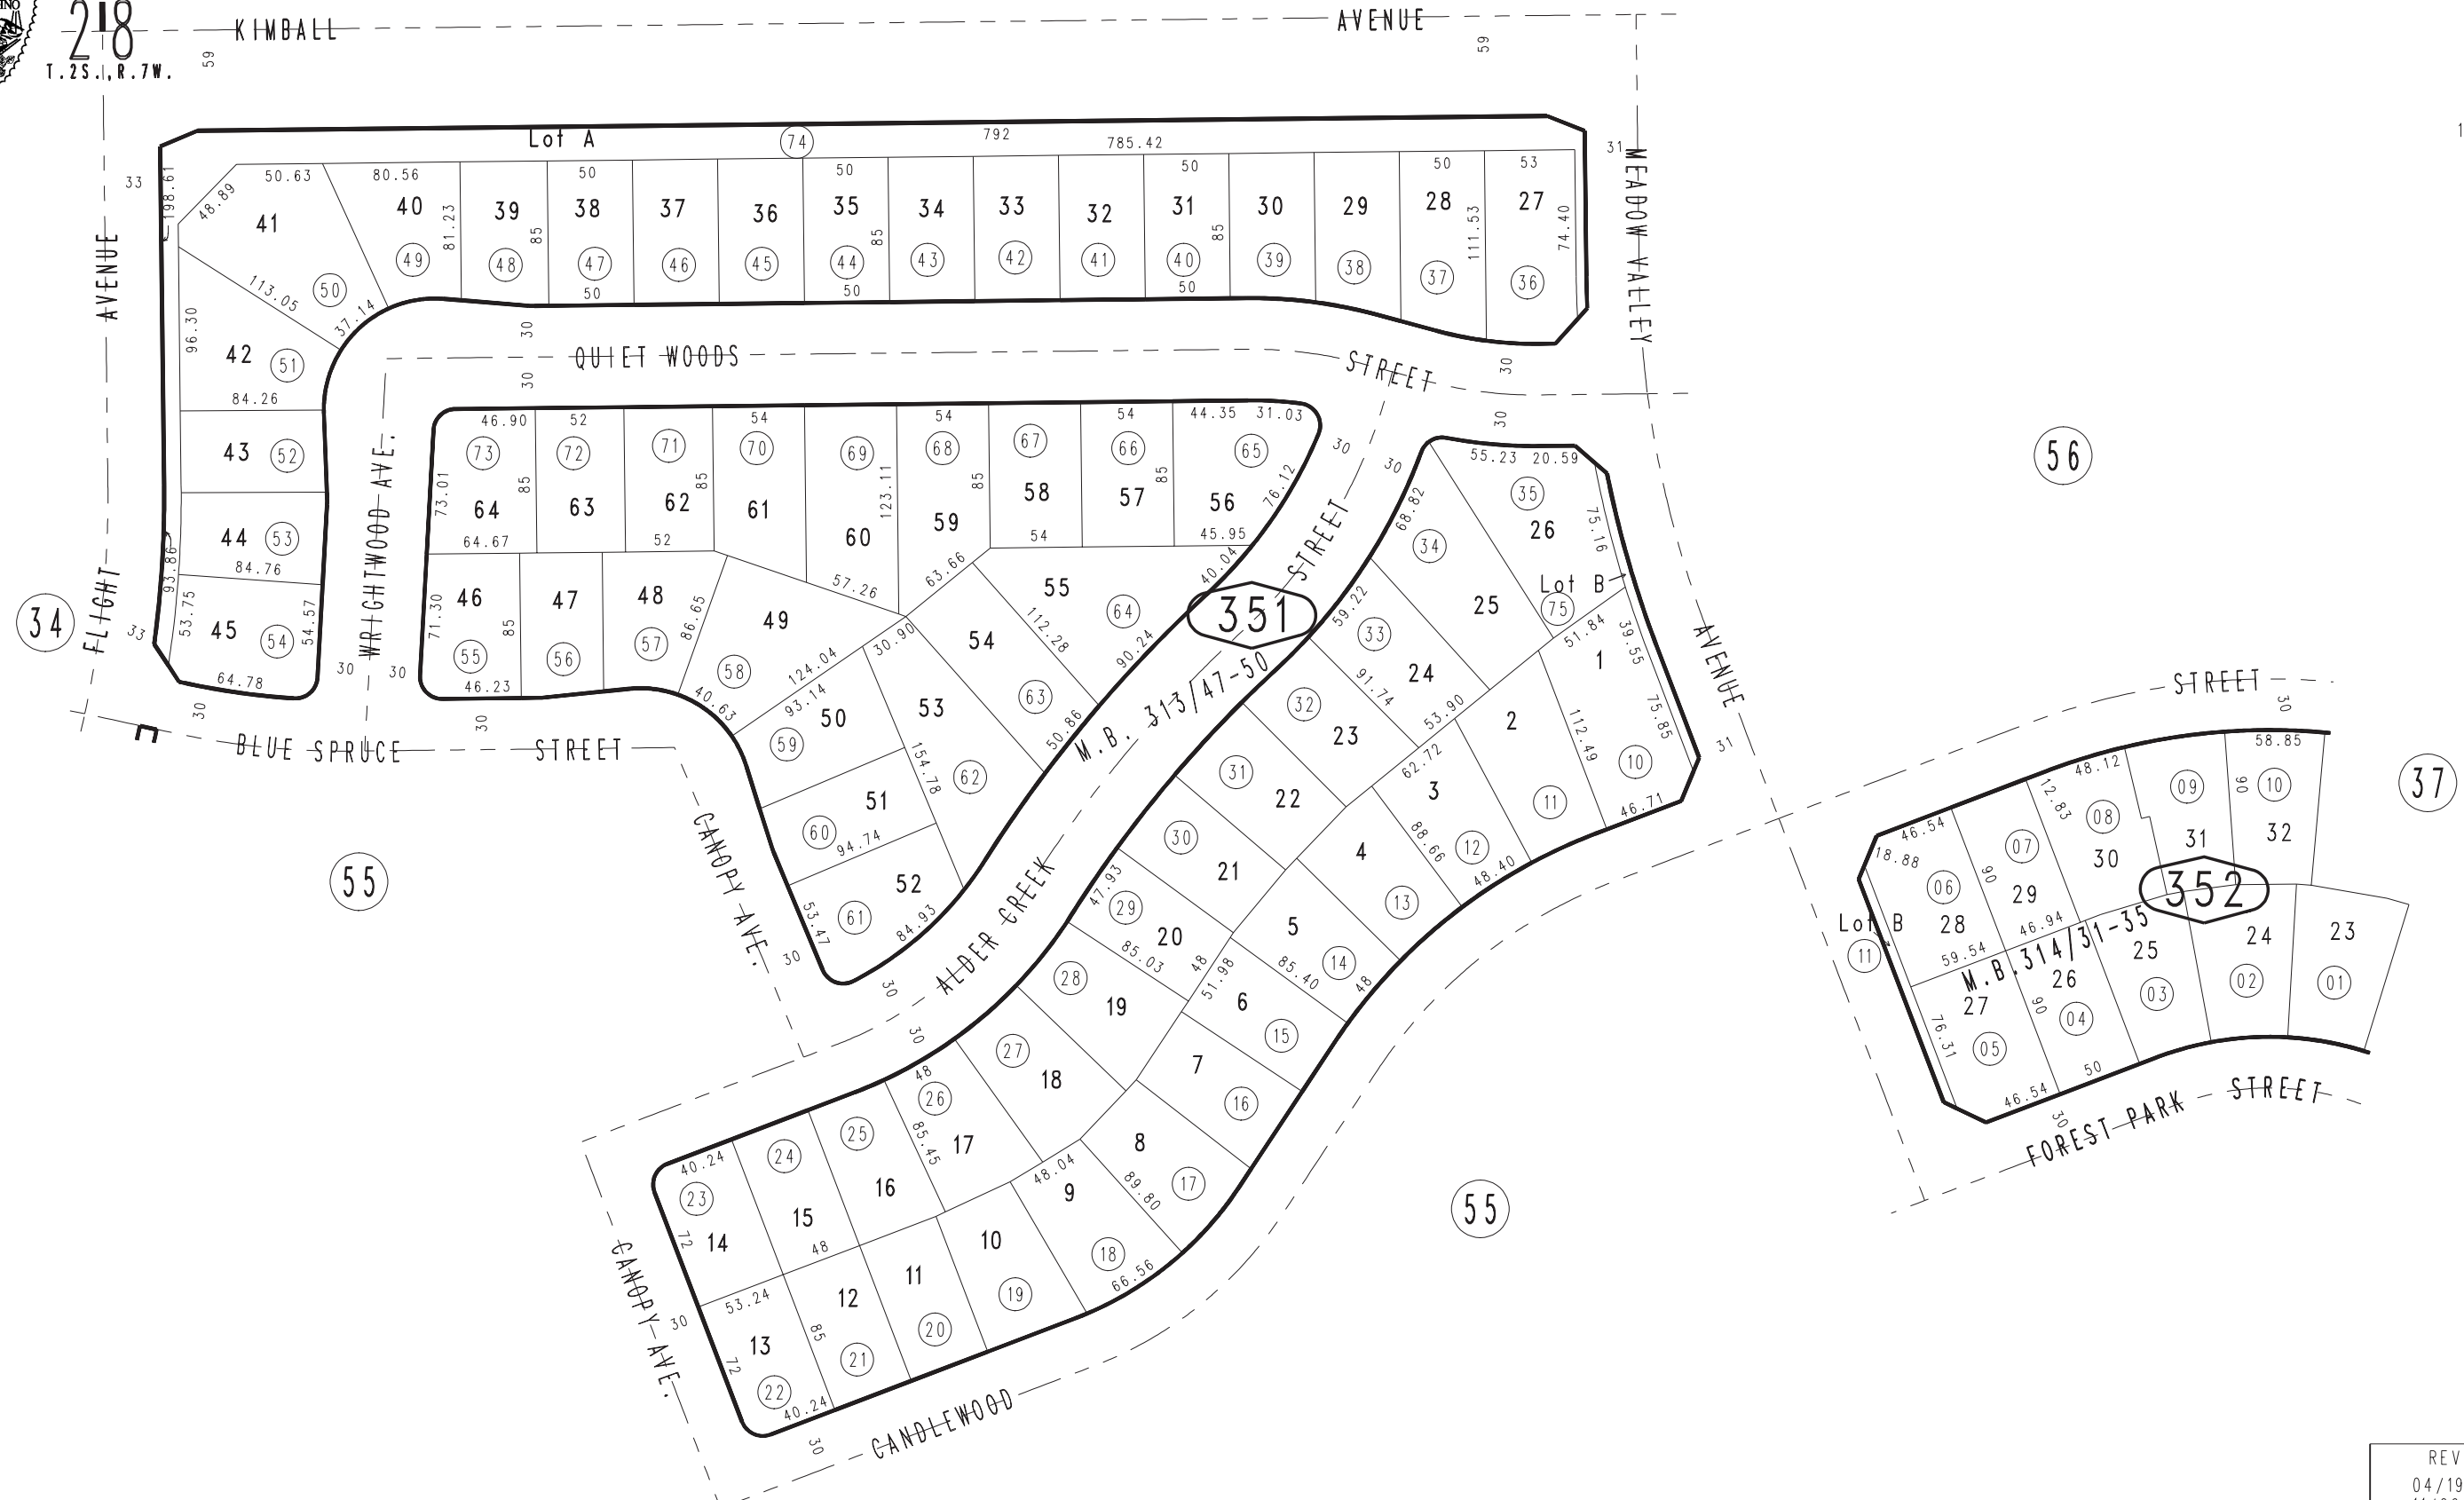 28
T.2S.,R.7W.
KIMBALL AVENUE
59 59
Lot A 74 792 785.42
33 198.61 31
48.89 50.63 80.56 50 50 50 50 53
41 40 39 38 37 36 35 34 33 32 31 30 29 28 27
81.23 85 85 85 111.53 74.40
50 49 48 47 46 45 44 43 42 41 40 39 38 37 36
113.05 37.14 50 50 50
96.30
42 51
84.26
43 52
44 53
84.76
93.86 53.75 45 54 54.57
64.78
FLIGHT AVENUE
MEADOW VALLEY AVENUE
QUIET WOODS STREET
30 30 30 30
WRIGHTWOOD AVE.
30 30
46.90 52 54 54 54 44.35 31.03
73 72 71 70 69 68 67 66 65
73.01 85 85 123.11 85 85 76.12
64 63 62 61 60 59 58 57 56
64.67 52 57.26 63.66 54 45.95
40.04
46 47 48 49 55
71.30 85 86.65 124.04 30.90 112.28 64
55 56 57 58 54 90.24
46.23 40.63 93.14 63
50 53 50.86
59 154.78 62
51
60 94.74
52
61 53.47 84.93
34 33
BLUE SPRUCE STREET
30 30
CANOPY AVE.
30 30
ALDER CREEK STREET
30 30 30
351
M.B. 313/47-50
55.23 20.59
35 26 75.16
68.82 34 25
Lot B 75
51.84 39.55
59.22 33 24 1
91.74 53.90 112.49 75.85
32 23 2 10
62.72 11 46.71
31 22 3
88.66 12 48.40
30 21 4 13
47.93 29 20 5 14
85.03 48 51.98 85.40 48
28 19 6 15
27 18 7 16
48 26 85.45 17 8 17
48.04 89.80
40.24 24 25 16 9 18
23 15 10 66.56
72 14 48 11 19
53.24 12 20
13 85 21
72 22 40.24
CANOPY AVE.
30
CANDLEWOOD STREET
30 30
31
56
37
55
55
58.85
48.12 09 90 10
46.54 12.83 08 31 32
18.88 07 30
06 90 29
352
Lot B 28 46.94 24 23
11 59.54 25
M.B.314/31-35
27 26 03 02 01
76.31 90 04
05 50
46.54
30
FOREST PARK STREET
REV
04/19